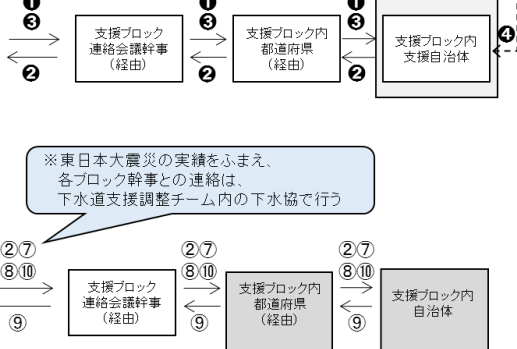 ❶ ❶ ❶
❸ ❸ ❸
支援ブロック
連絡会議幹事
（経由）
支援ブロック内
都道府県
（経由）
支援ブロック内
支援自治体
❹
❷ ❷ ❷
※東日本大震災の実績をふまえ、
各ブロック幹事との連絡は、
下水道支援調整チーム内の下水協で行う
②⑦ ②⑦ ②⑦
⑧⑩ ⑧⑩ ⑧⑩
支援ブロック
連絡会議幹事
（経由）
支援ブロック内
都道府県
（経由）
支援ブロック内
自治体
⑨ ⑨ ⑨